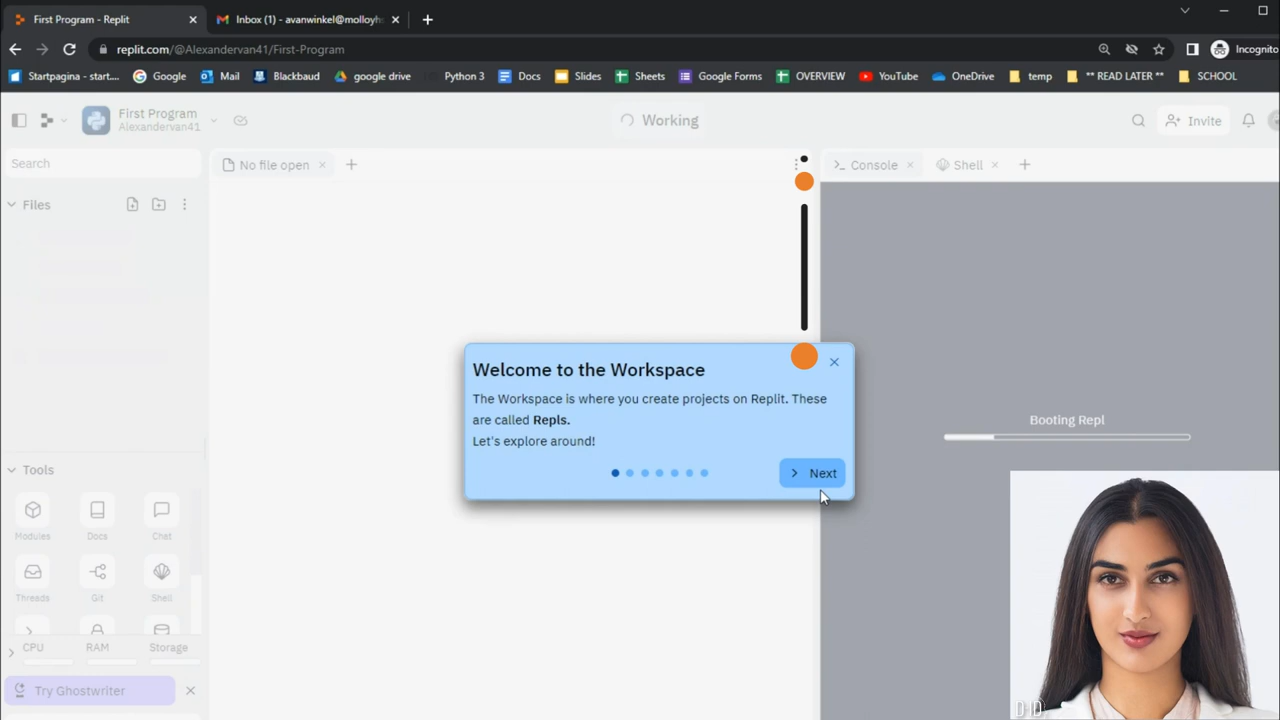 First Program - Replit
Inbox (1) - avanwinkel@molloyh
replit.com/@Alexandervan41/First-Program
Incognito
Startpagina - start....
Google
Mail
Blackbaud
google drive
Python 3
Docs
Slides
Sheets
Google Forms
OVERVIEW
YouTube
OneDrive
temp
** READ LATER **
SCHOOL
First Program
Alexandervan41
Working
Invite
Search
No file open
Console
Shell
Files
Welcome to the Workspace
The Workspace is where you create projects on Replit. These
are called Repls.
Let's explore around!
Next
Booting Repl
Tools
Modules
Docs
Chat
Threads
Git
Shell
CPU
RAM
Storage
Try Ghostwriter
D-ID